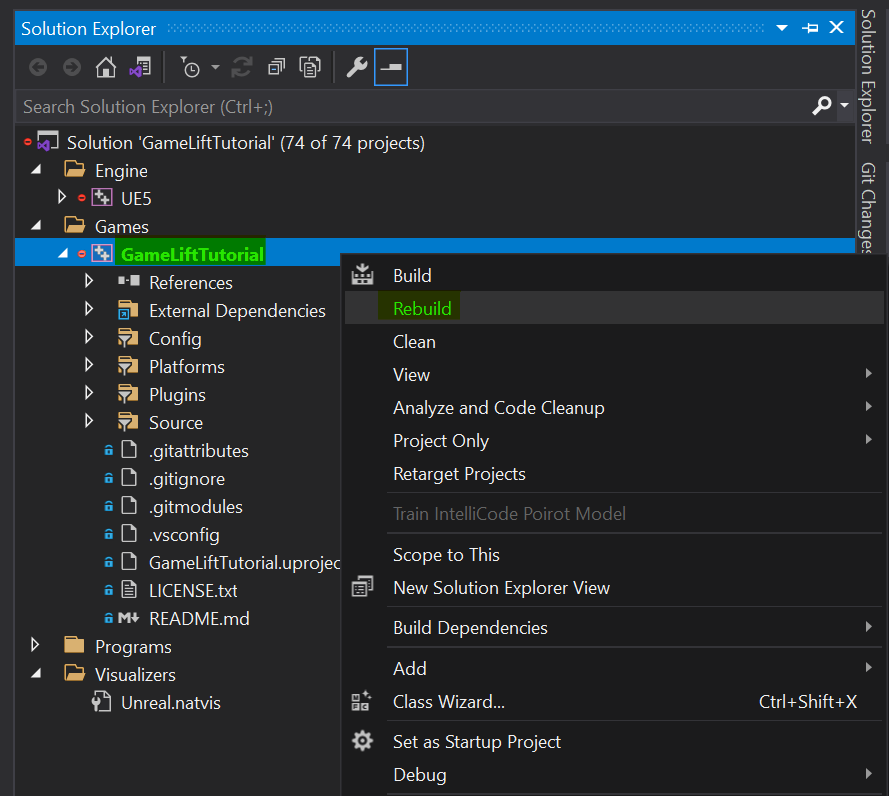 Solution Explorer
Search Solution Explorer (Ctrl+;)
Solution 'GameLiftTutorial' (74 of 74 projects)
Engine
UE5
Games
GameLiftTutorial
References
External Dependencies
Config
Platforms
Plugins
Source
.gitattributes
.gitignore
.gitmodules
.vsconfig
GameLiftTutorial.uprojec
LICENSE.txt
README.md
Programs
Visualizers
Unreal.natvis
Build
Rebuild
Clean
View
Analyze and Code Cleanup
Project Only
Retarget Projects
Train IntelliCode Poirot Model
Scope to This
New Solution Explorer View
Build Dependencies
Add
Class Wizard... Ctrl+Shift+X
Set as Startup Project
Debug
Solution Explorer
Git Changes